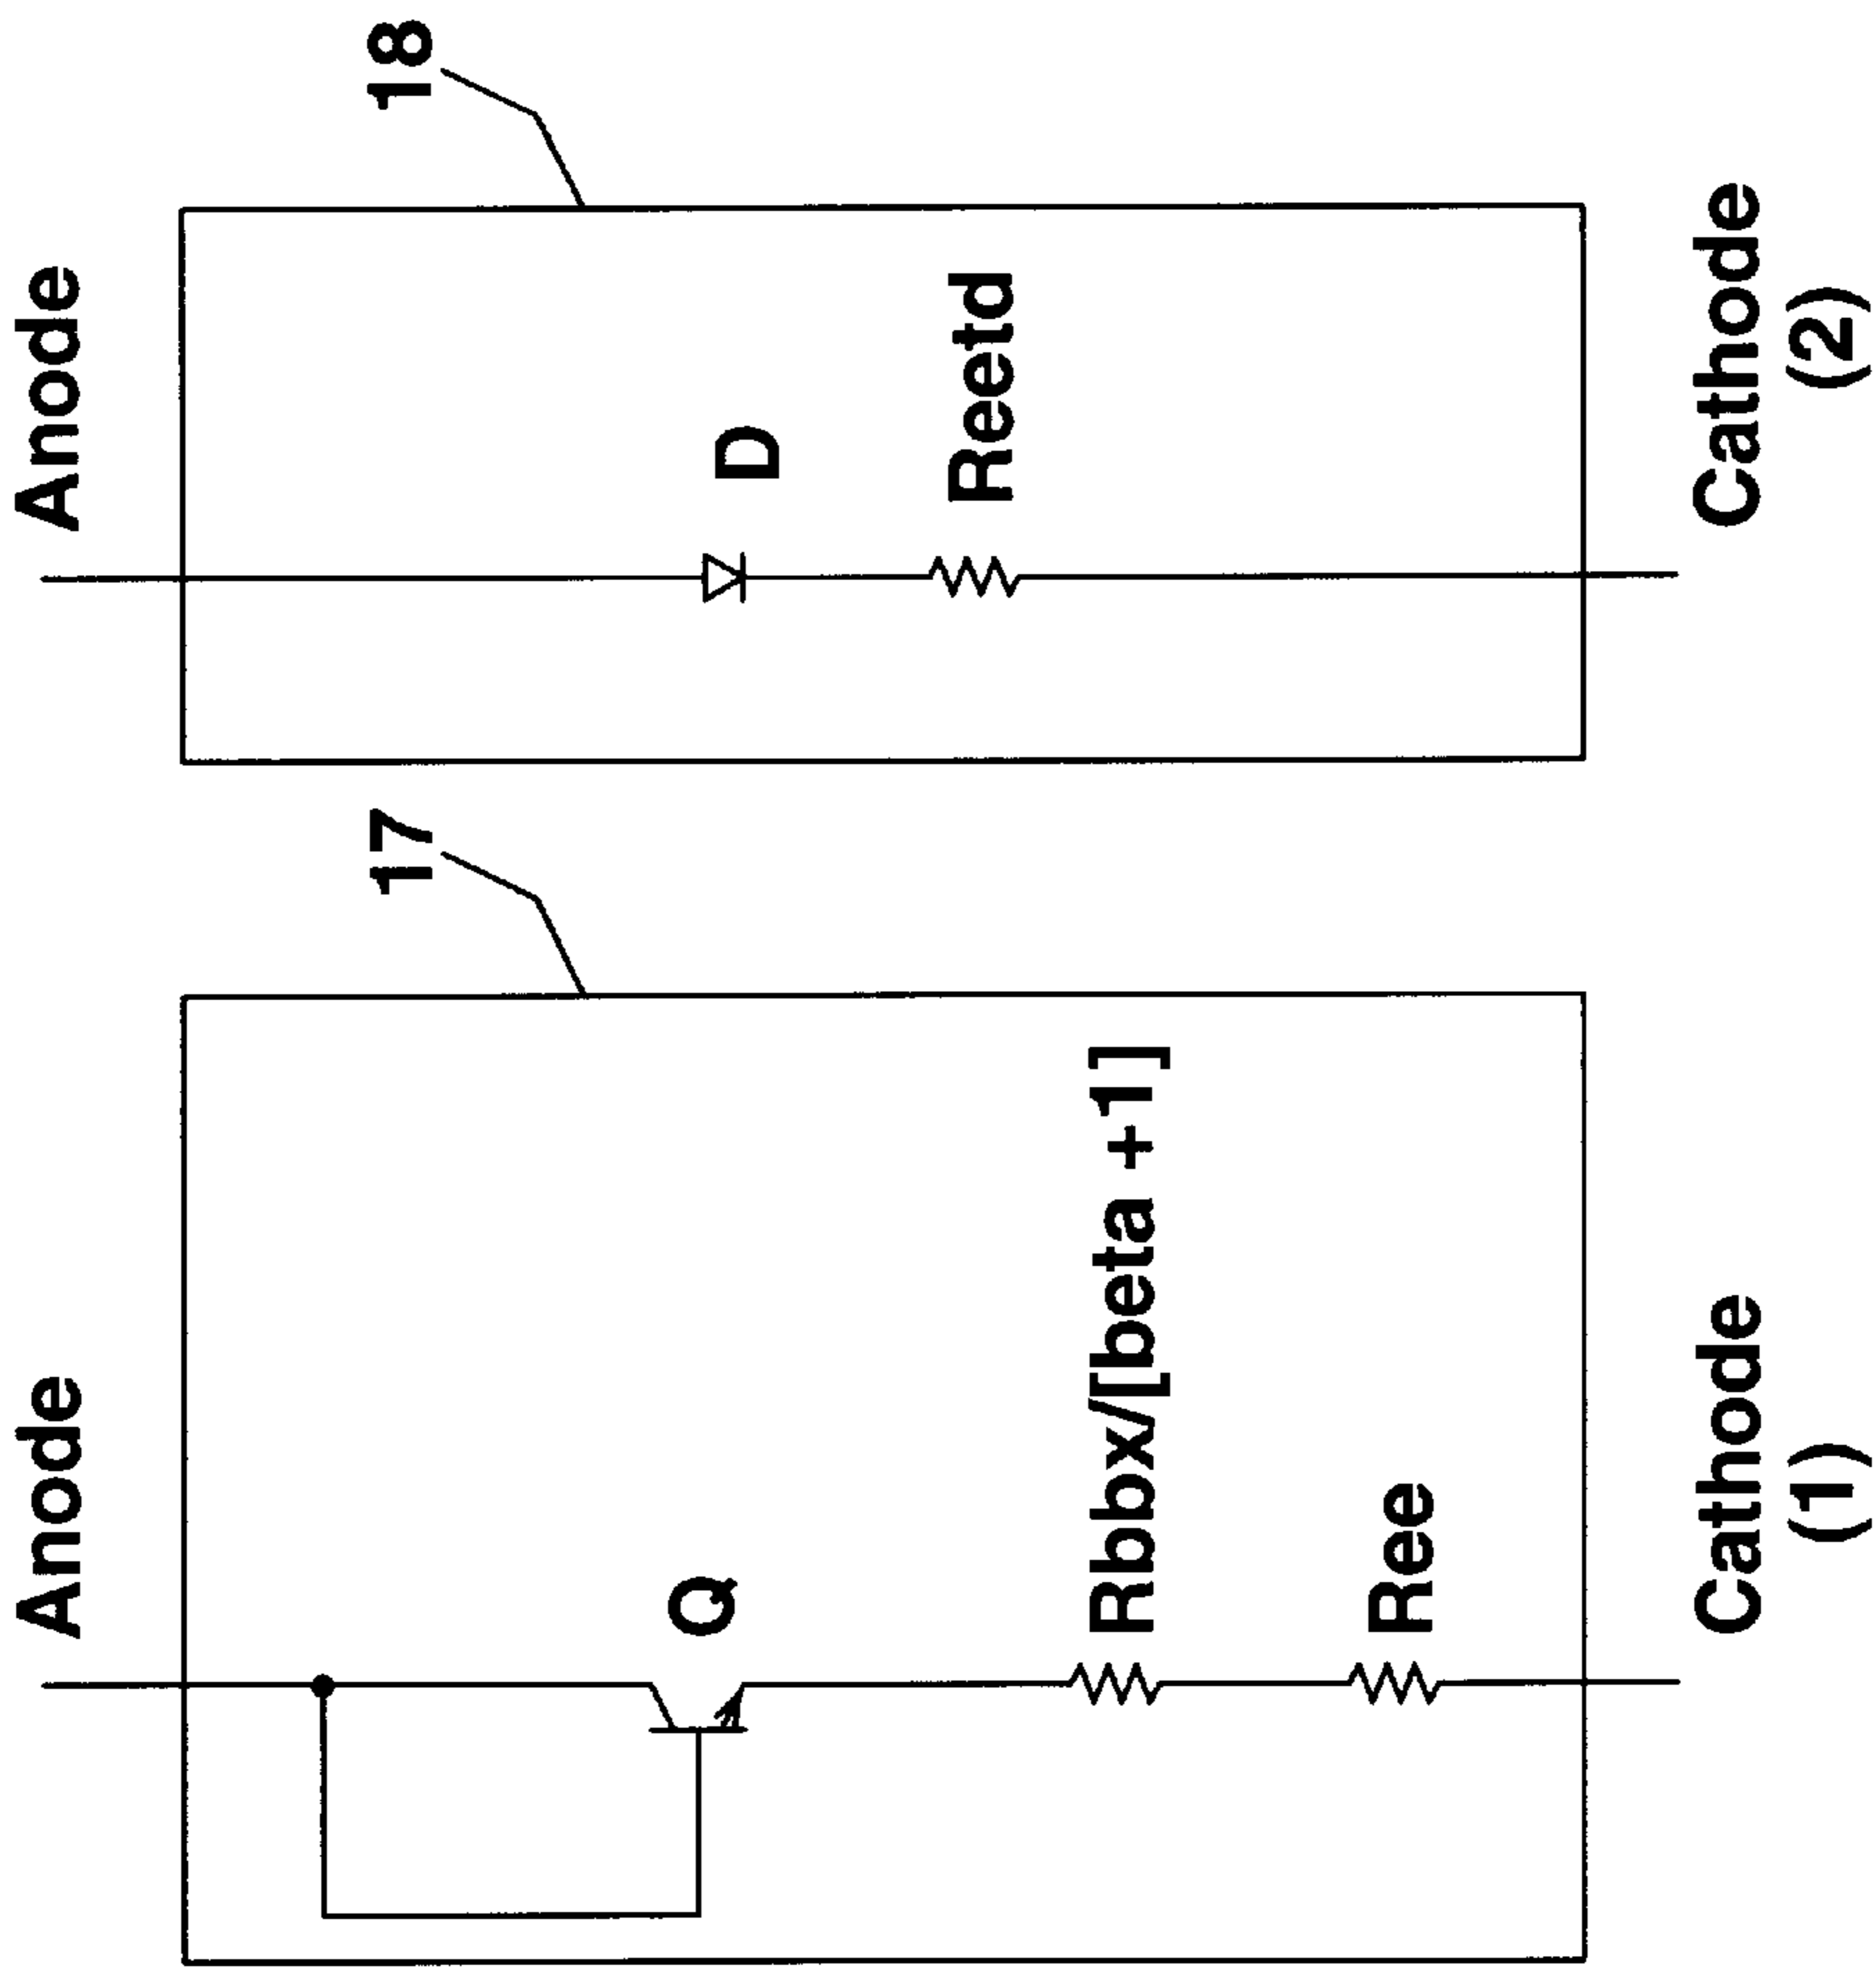 Anode
17
Q
Rbbx/[beta +1]
Ree
Cathode
(1)
Anode
18
D
Reetd
Cathode
(2)